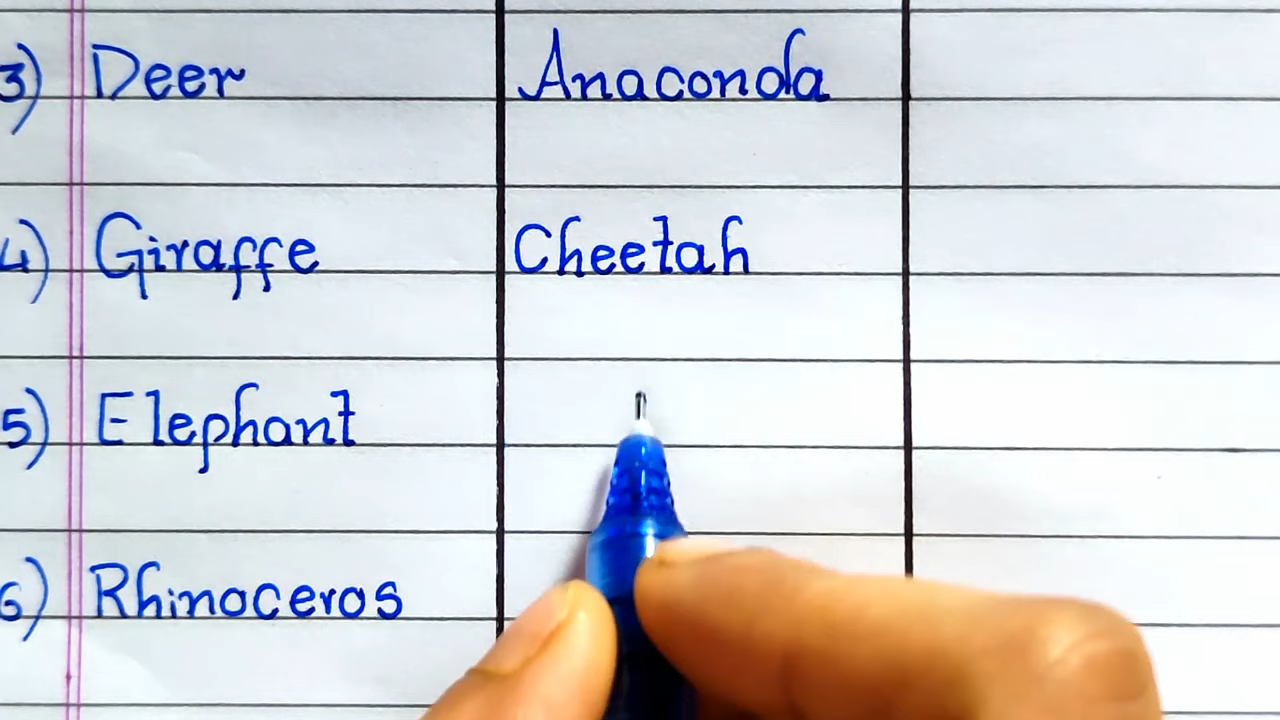 3) Deer Anaconda
4) Giraffe Cheetah
5) Elephant
6) Rhinoceros